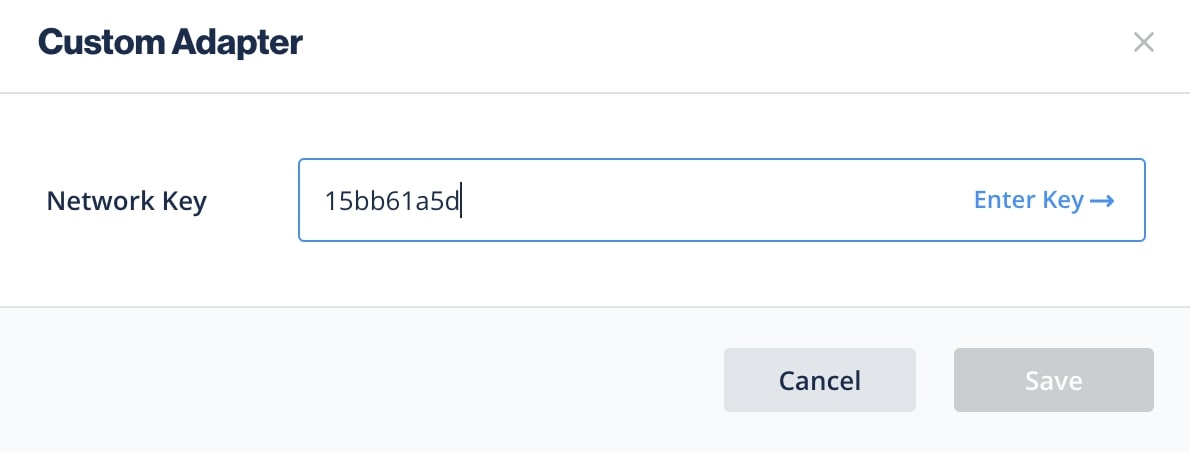 Custom Adapter
Network Key
15bb61a5d
Enter Key →
Cancel
Save